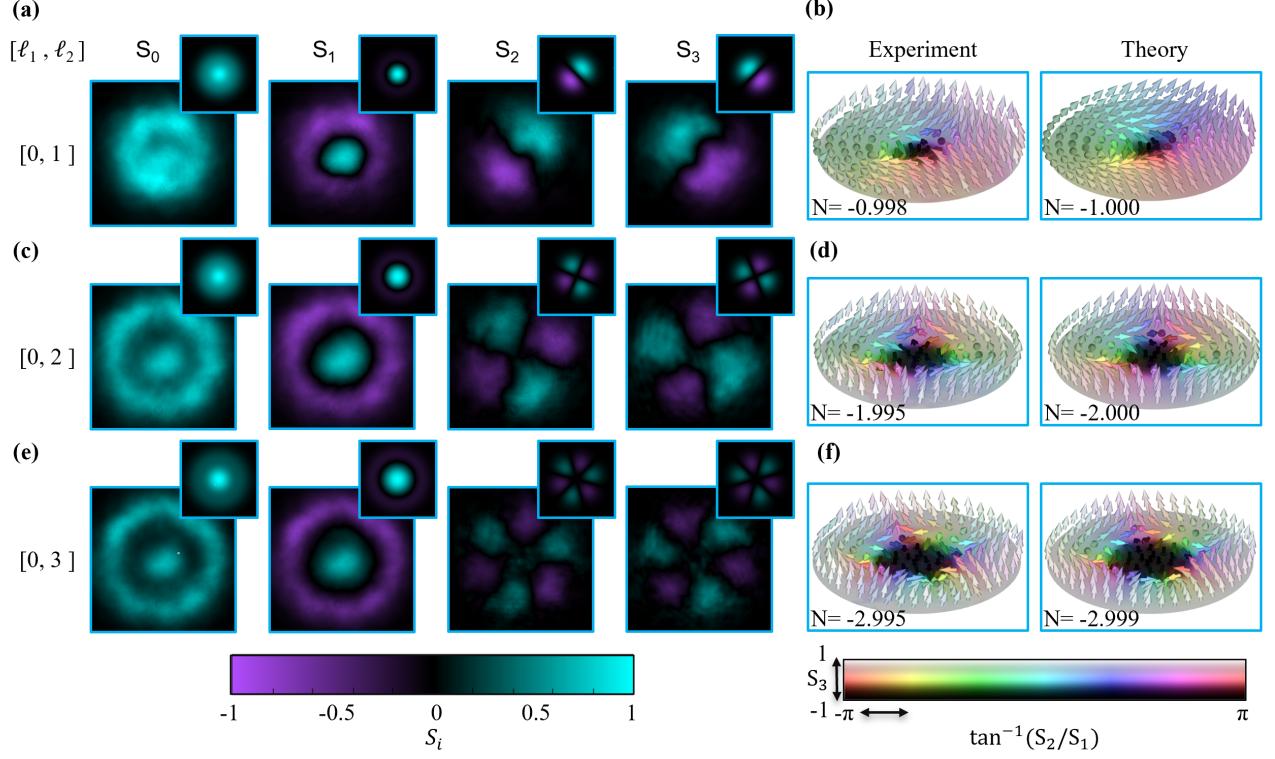 (a)
(b)
[ℓ₁ , ℓ₂]
S₀
S₁
S₂
S₃
Experiment
Theory
[0, 1 ]
N= -0.998
N= -1.000
(c)
(d)
[0, 2 ]
N= -1.995
N= -2.000
(e)
(f)
[0, 3 ]
N= -2.995
N= -2.999
-1
-0.5
0
0.5
1
Sᵢ
1
S₃
-1
-π
π
tan⁻¹(S₂/S₁)